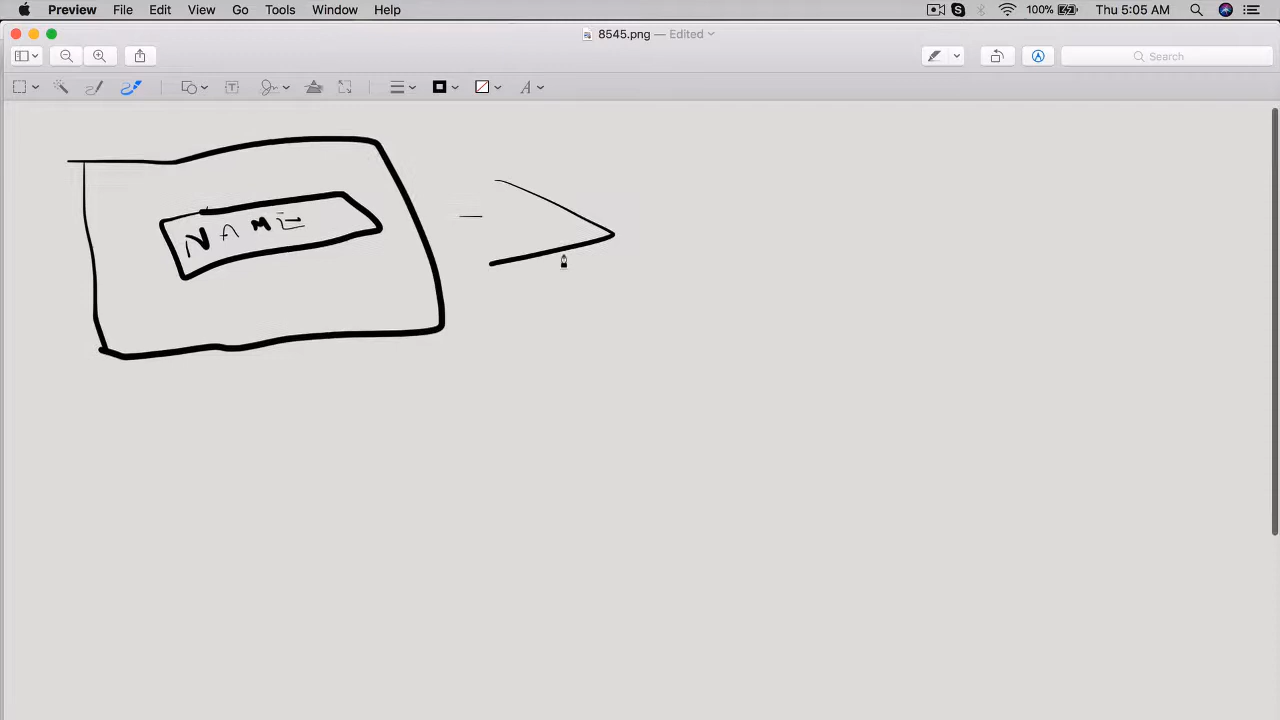 Preview File Edit View Go Tools Window Help 100% Thu 5:05 AM
8545.png — Edited
Search
NAME